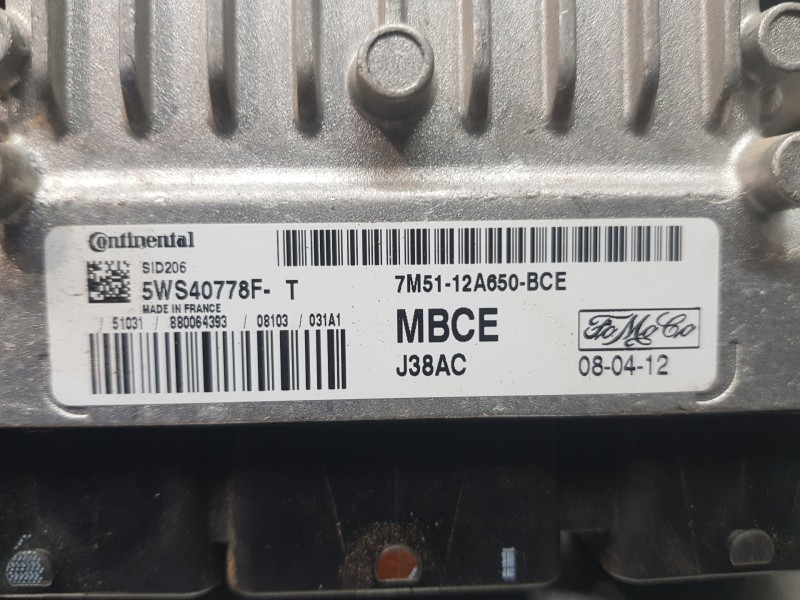 Continental
SID206
5WS40778F- T
MADE IN FRANCE
/ 51031 / 880064393 / 08103 / 031A1
7M51-12A650-BCE
MBCE
J38AC
FoMoCo
08-04-12